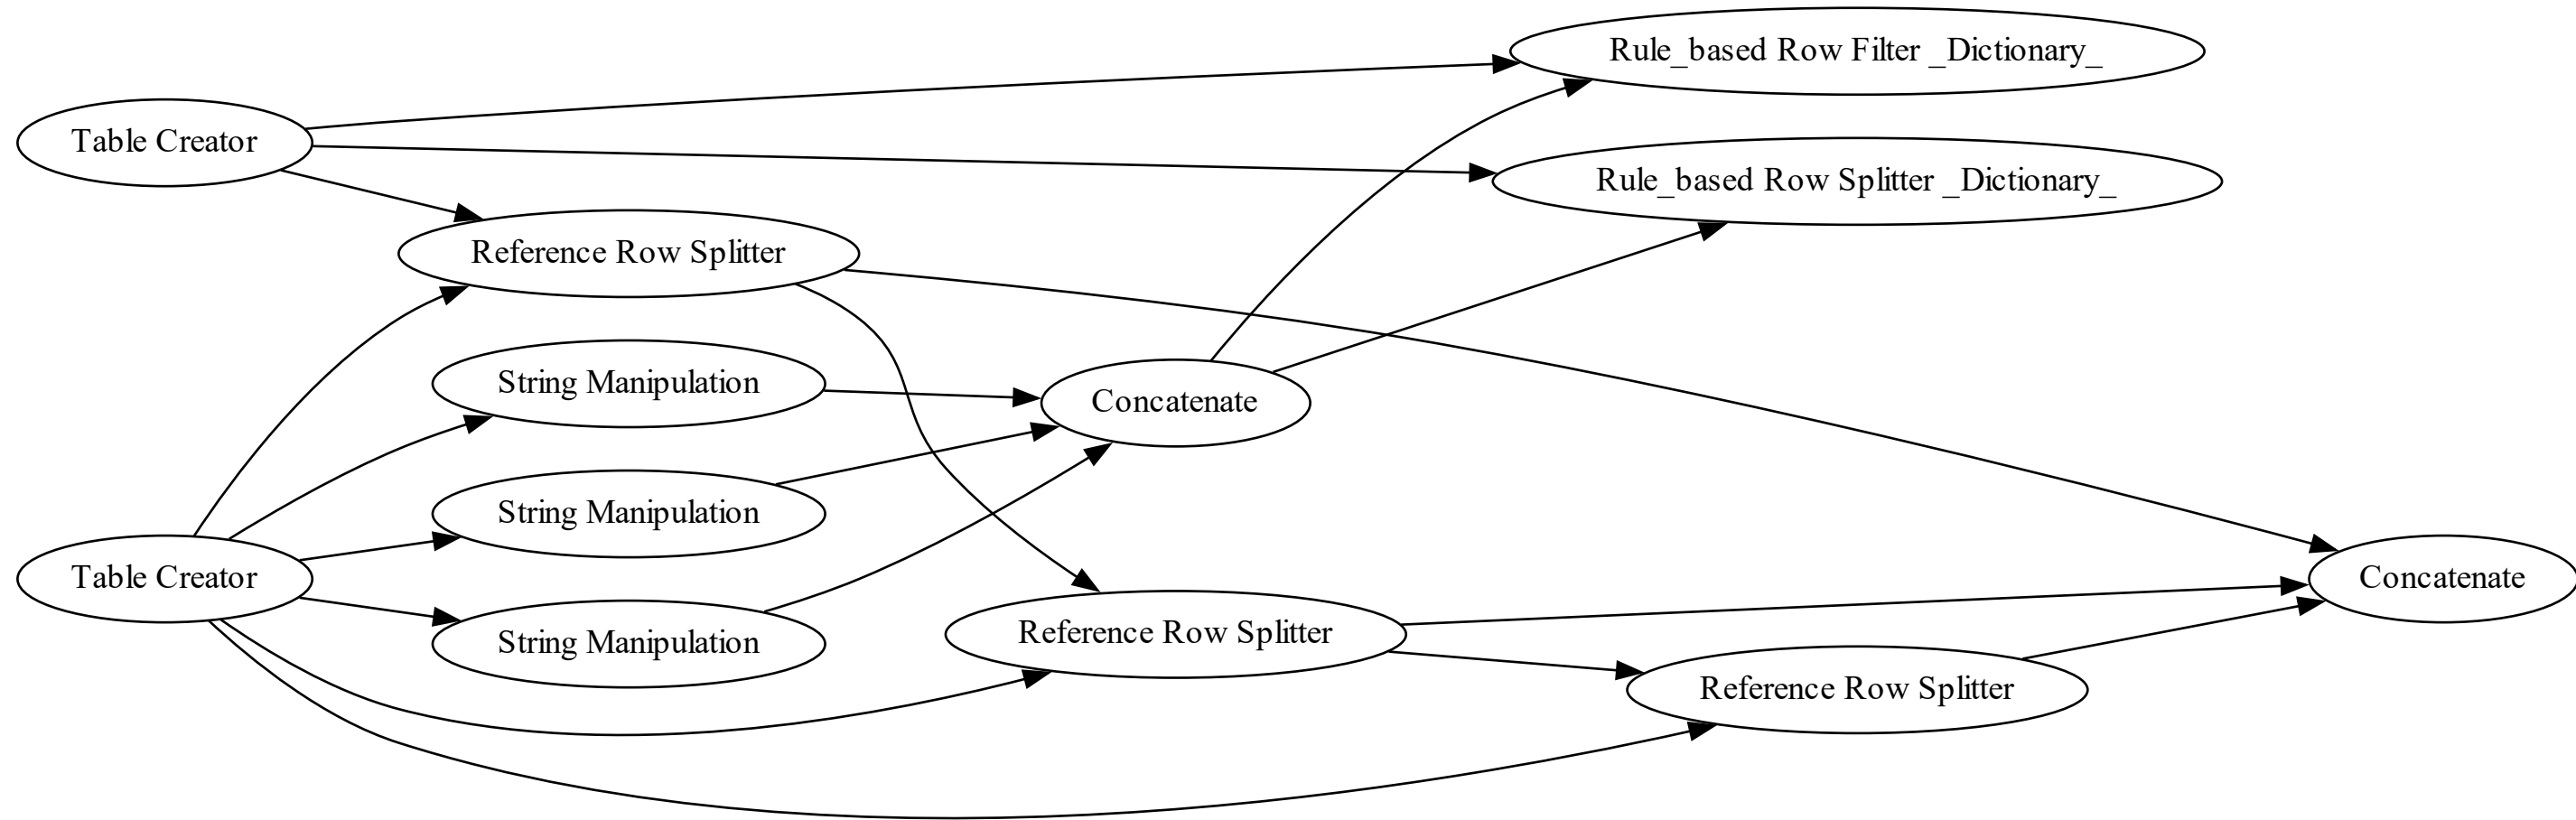 Rule_based Row Filter _Dictionary_
Table Creator
Rule_based Row Splitter _Dictionary_
Reference Row Splitter
String Manipulation
Concatenate
String Manipulation
Table Creator
Concatenate
String Manipulation
Reference Row Splitter
Reference Row Splitter